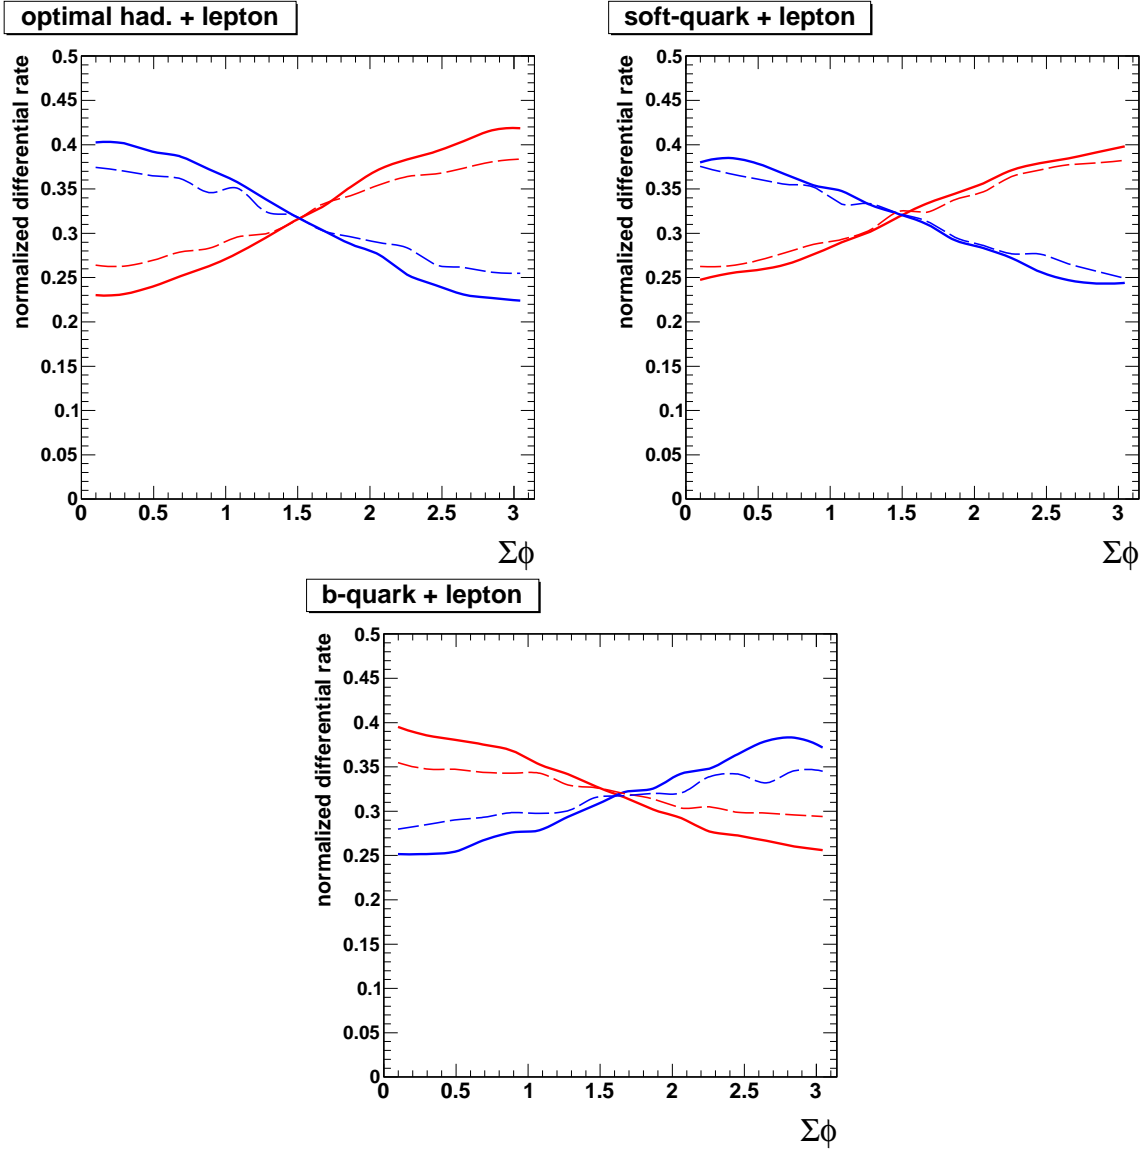 optimal had. + lepton
normalized differential rate
0.5
0.45
0.4
0.35
0.3
0.25
0.2
0.15
0.1
0.05
0
0 0.5 1 1.5 2 2.5 3
Σϕ
soft-quark + lepton
normalized differential rate
0.5
0.45
0.4
0.35
0.3
0.25
0.2
0.15
0.1
0.05
0
0 0.5 1 1.5 2 2.5 3
Σϕ
b-quark + lepton
normalized differential rate
0.5
0.45
0.4
0.35
0.3
0.25
0.2
0.15
0.1
0.05
0
0 0.5 1 1.5 2 2.5 3
Σϕ